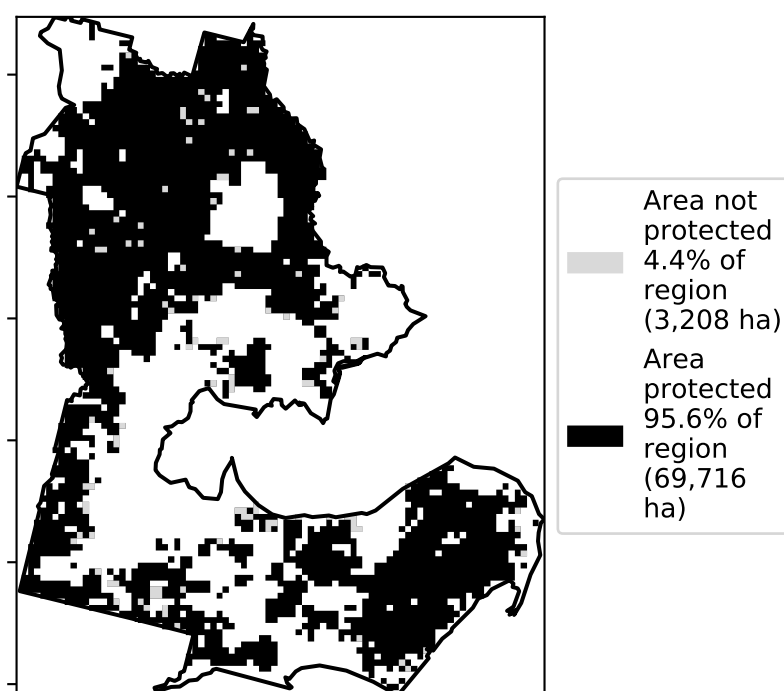 Area not
protected
4.4% of
region
(3,208 ha)
Area
protected
95.6% of
region
(69,716
ha)